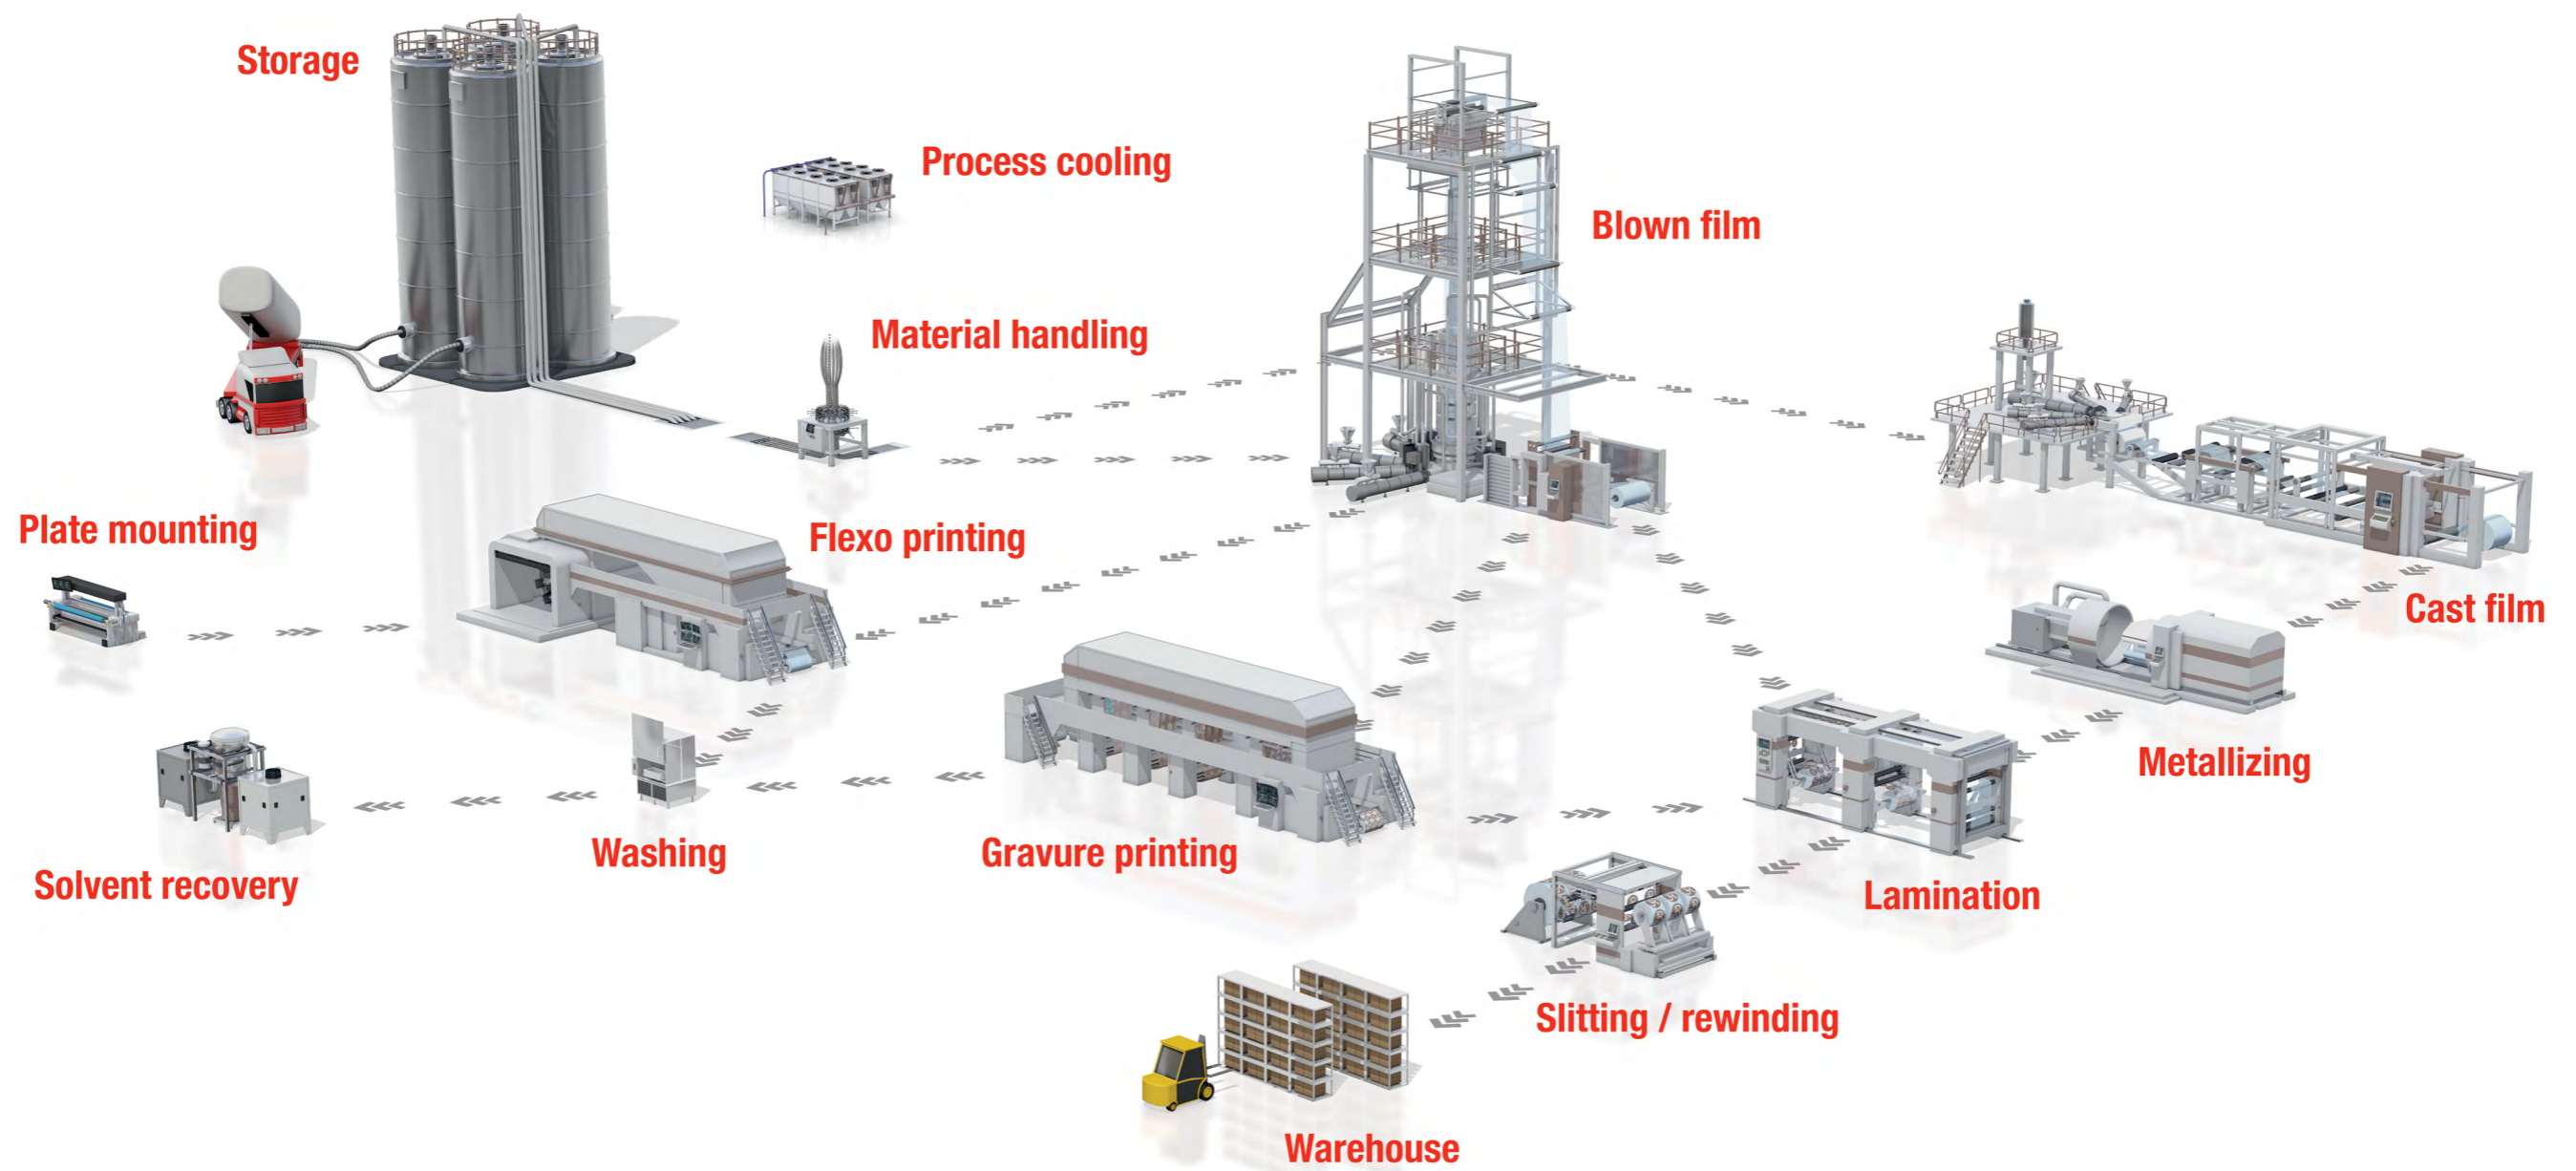 Storage
Process cooling
Blown film
Material handling
Plate mounting
Flexo printing
Cast film
Metallizing
Washing
Gravure printing
Solvent recovery
Lamination
Slitting / rewinding
Warehouse